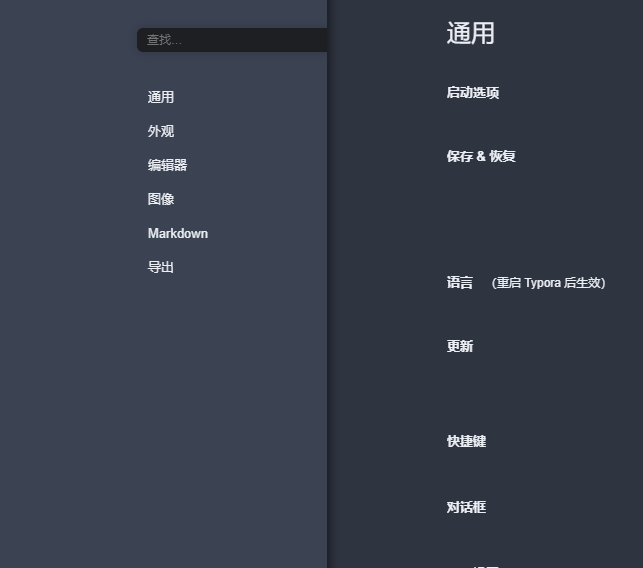 查找...
通用
外观
编辑器
图像
Markdown
导出
通用
启动选项
保存 & 恢复
语言 (重启 Typora 后生效)
更新
快捷键
对话框